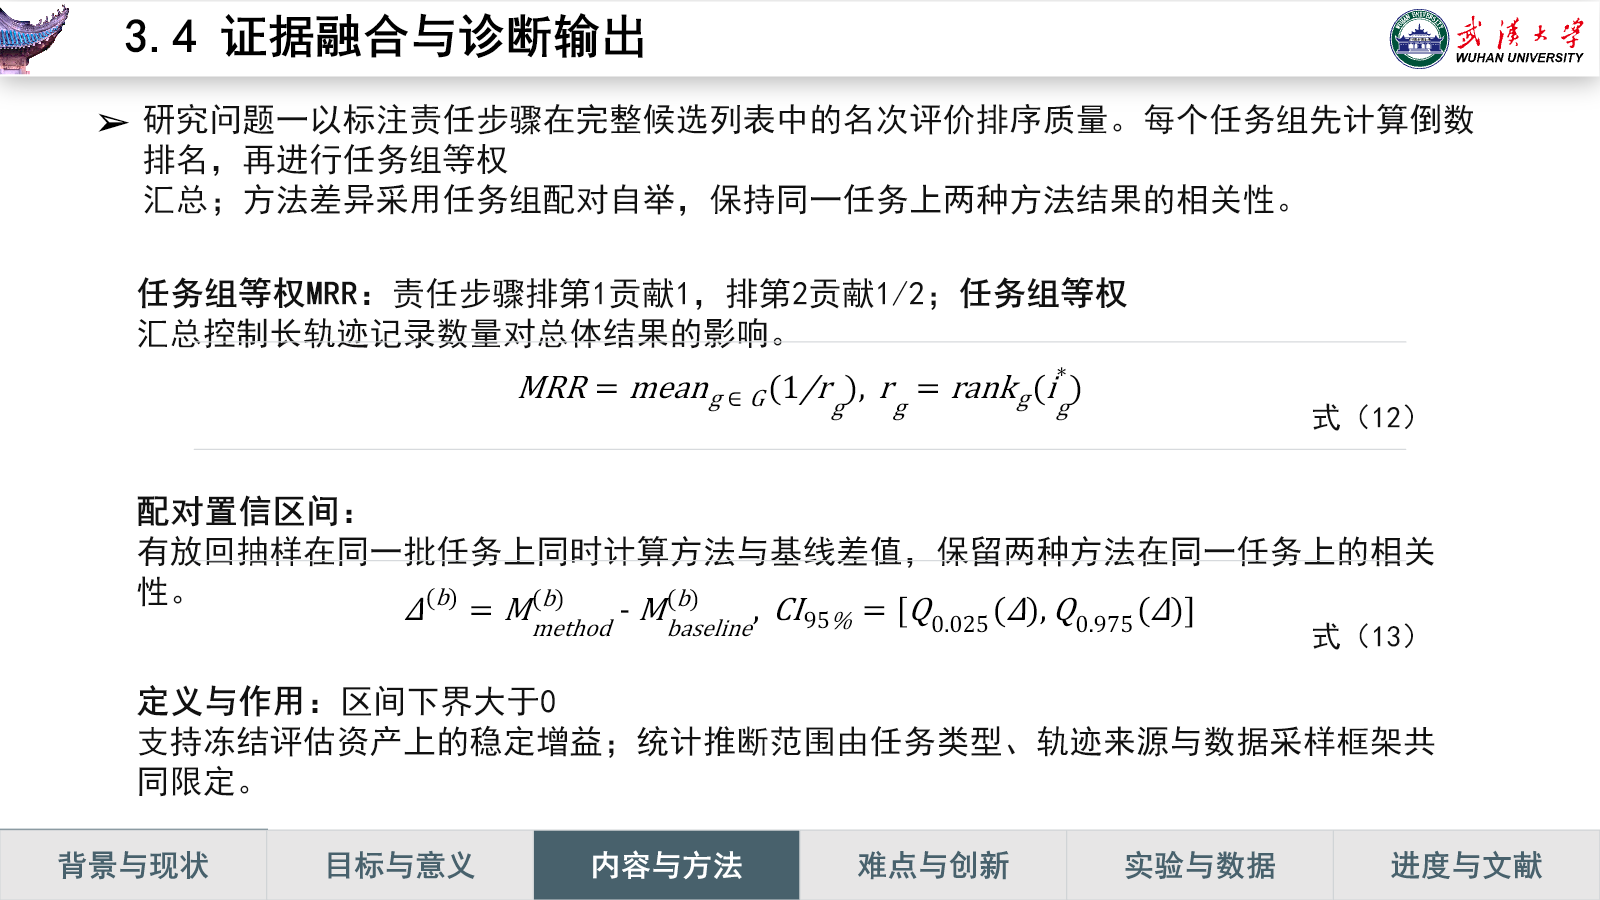 3.4 证据融合与诊断输出
武汉大学
WUHAN UNIVERSITY
➢ 研究问题一以标注责任步骤在完整候选列表中的名次评价排序质量。每个任务组先计算倒数
排名，再进行任务组等权
汇总；方法差异采用任务组配对自举，保持同一任务上两种方法结果的相关性。
任务组等权MRR：责任步骤排第1贡献1，排第2贡献1/2；任务组等权
汇总控制长轨迹记录数量对总体结果的影响。
MRR = mean_{g∈G}(1/r_g), r_g = rank_g(i_g^*)
式（12）
配对置信区间：
有放回抽样在同一批任务上同时计算方法与基线差值，保留两种方法在同一任务上的相关
性。
Δ^{(b)} = M_{method}^{(b)} - M_{baseline}^{(b)}, CI_{95%} = [Q_{0.025}(Δ), Q_{0.975}(Δ)]
式（13）
定义与作用：区间下界大于0
支持冻结评估资产上的稳定增益；统计推断范围由任务类型、轨迹来源与数据采样框架共
同限定。
背景与现状 目标与意义 内容与方法 难点与创新 实验与数据 进度与文献